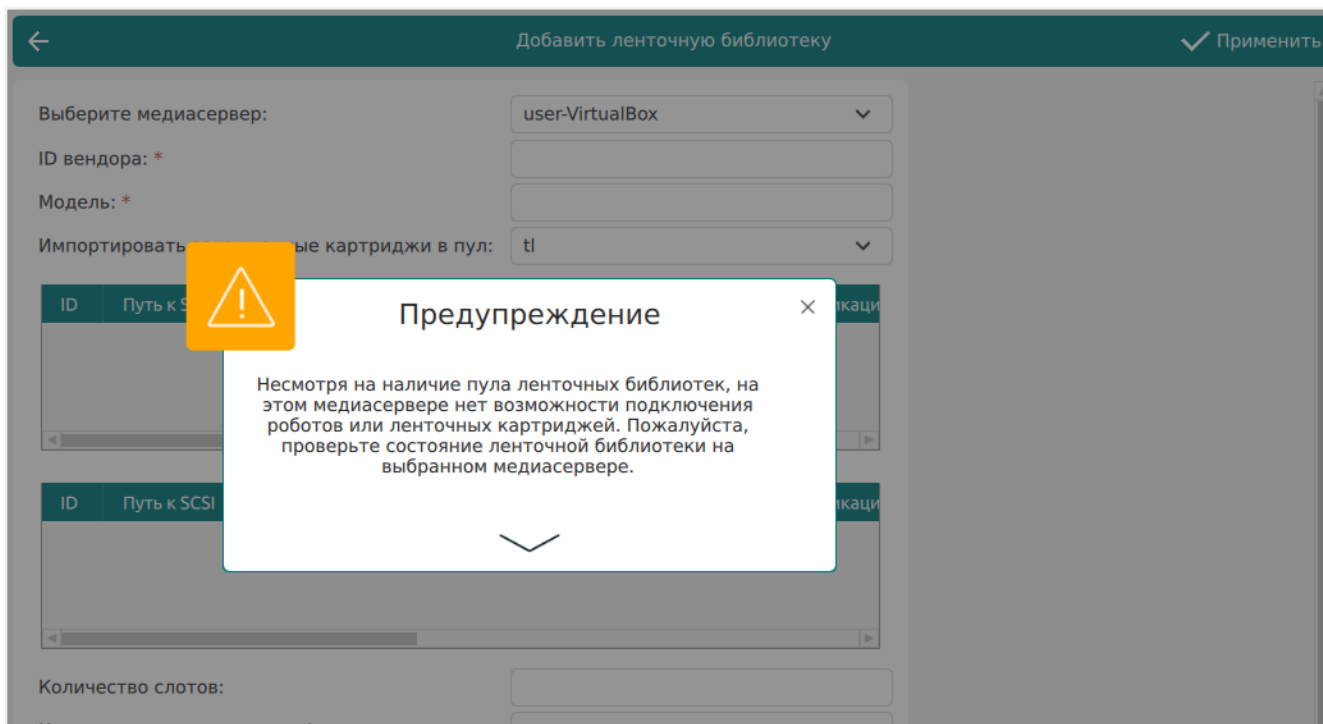 Добавить ленточную библиотеку
Применить
Выберите медиасервер:
user-VirtualBox
ID вендора: *
Модель: *
Импортировать ые картриджи в пул:
tl
ID Путь к S
Предупреждение
Несмотря на наличие пула ленточных библиотек, на
этом медиасервере нет возможности подключения
роботов или ленточных картриджей. Пожалуйста,
проверьте состояние ленточной библиотеки на
выбранном медиасервере.
ID Путь к SCSI
Количество слотов: